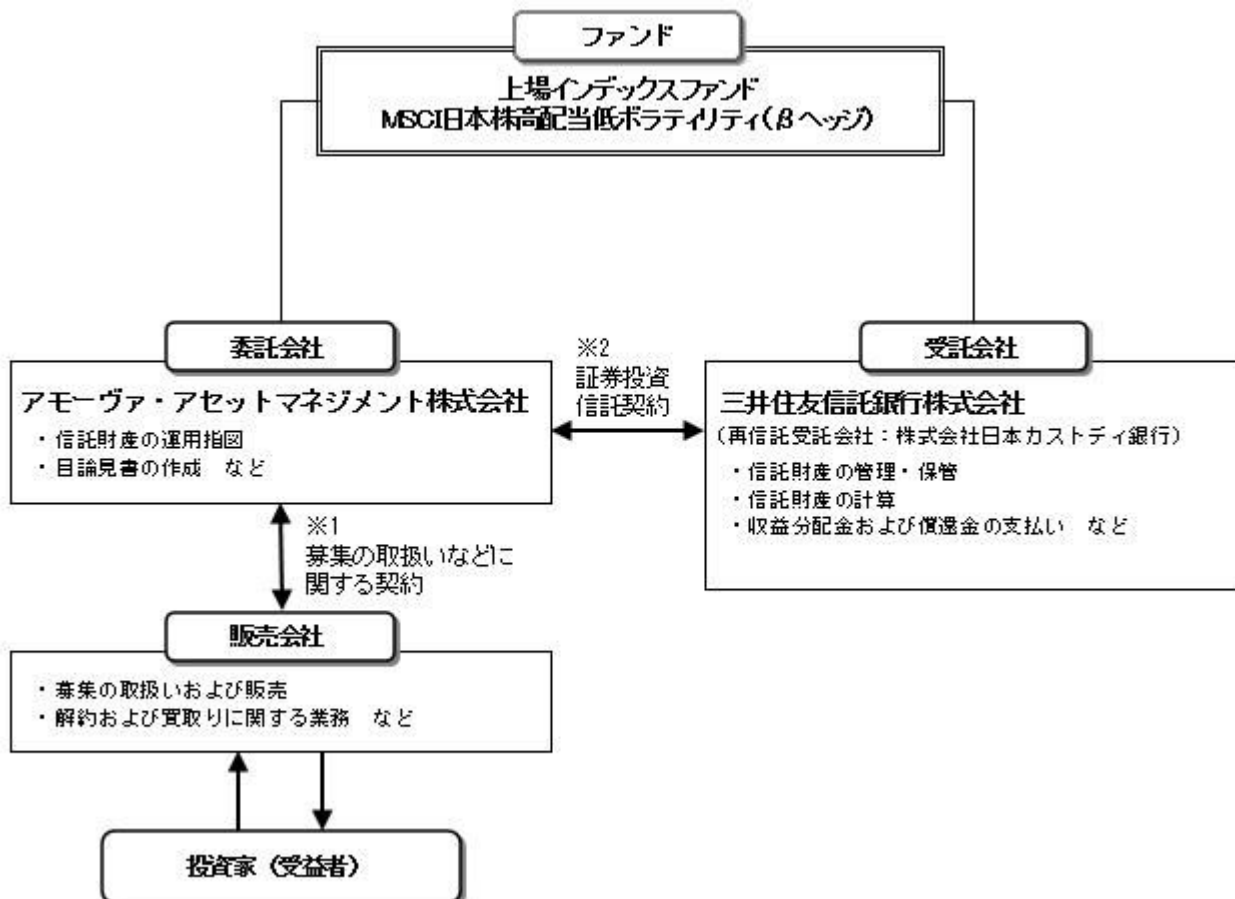 ファンド
上場インデックスファンド
MSCI日本株高配当低ボラティリティ(βヘッジ)
委託会社
アモーヴァ・アセットマネジメント株式会社
・信託財産の運用指図
・目論見書の作成　など
※2
証券投資
信託契約
受託会社
三井住友信託銀行株式会社
(再信託受託会社：株式会社日本カストディ銀行)
・信託財産の管理・保管
・信託財産の計算
・収益分配金および償還金の支払い　など
※1
募集の取扱いなどに
関する契約
販売会社
・募集の取扱いおよび販売
・解約および買取りに関する業務　など
投資家（受益者）